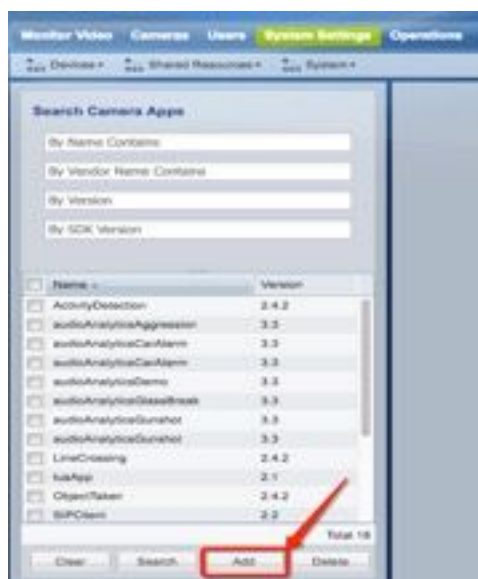 Monitor Video Cameras Users System Settings Operations
Devices Shared Resources System
Search Camera Apps
By Name Contains
By Vendor Name Contains
By Version
By SDK Version
Name Version
ActivityDetection 2.4.2
audioAnalyticsAggression 3.3
audioAnalyticsCarAlarm 3.3
audioAnalyticsCarAlarm 3.3
audioAnalyticsDemo 3.3
audioAnalyticsGlassBreak 3.3
audioAnalyticsGunshot 3.3
audioAnalyticsGunshot 3.3
LineCrossing 2.4.2
luaApp 2.1
ObjectTaken 2.4.2
SIPClient 2.2
Total 18
Clear Search Add Delete